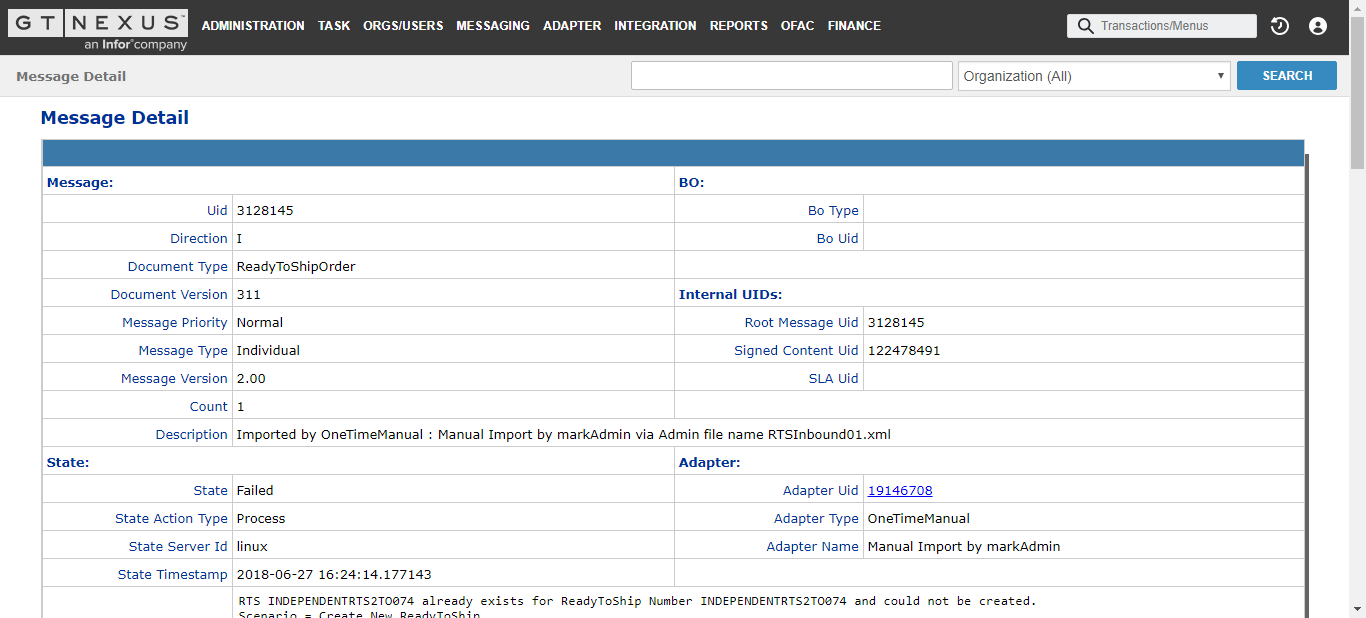 GT NEXUS™
an Infor® company
ADMINISTRATION TASK ORGS/USERS MESSAGING ADAPTER INTEGRATION REPORTS OPAC FINANCE
Transactions/Menus
Message Detail
Organization (All)
SEARCH
Message Detail
Message: BO:
Uid 3128145 Bo Type
Direction I Bo Uid
Document Type ReadyToShipOrder
Document Version 311 Internal UIDs:
Message Priority Normal Root Message Uid 3128145
Message Type Individual Signed Content Uid 122478491
Message Version 2.00 SLA Uid
Count 1
Description Imported by OneTimeManual : Manual Import by markAdmin via Admin file name RTSInbound01.xml
State: Adapter:
State Failed Adapter Uid 19146708
State Action Type Process Adapter Type OneTimeManual
State Server Id linux Adapter Name Manual Import by markAdmin
State Timestamp 2018-06-27 16:24:14.177143
RTS INDEPENDENTRTS2TO074 already exists for ReadyToShip Number INDEPENDENTRTS2TO074 and could not be created.
Scenario = Create New ReadyToShip